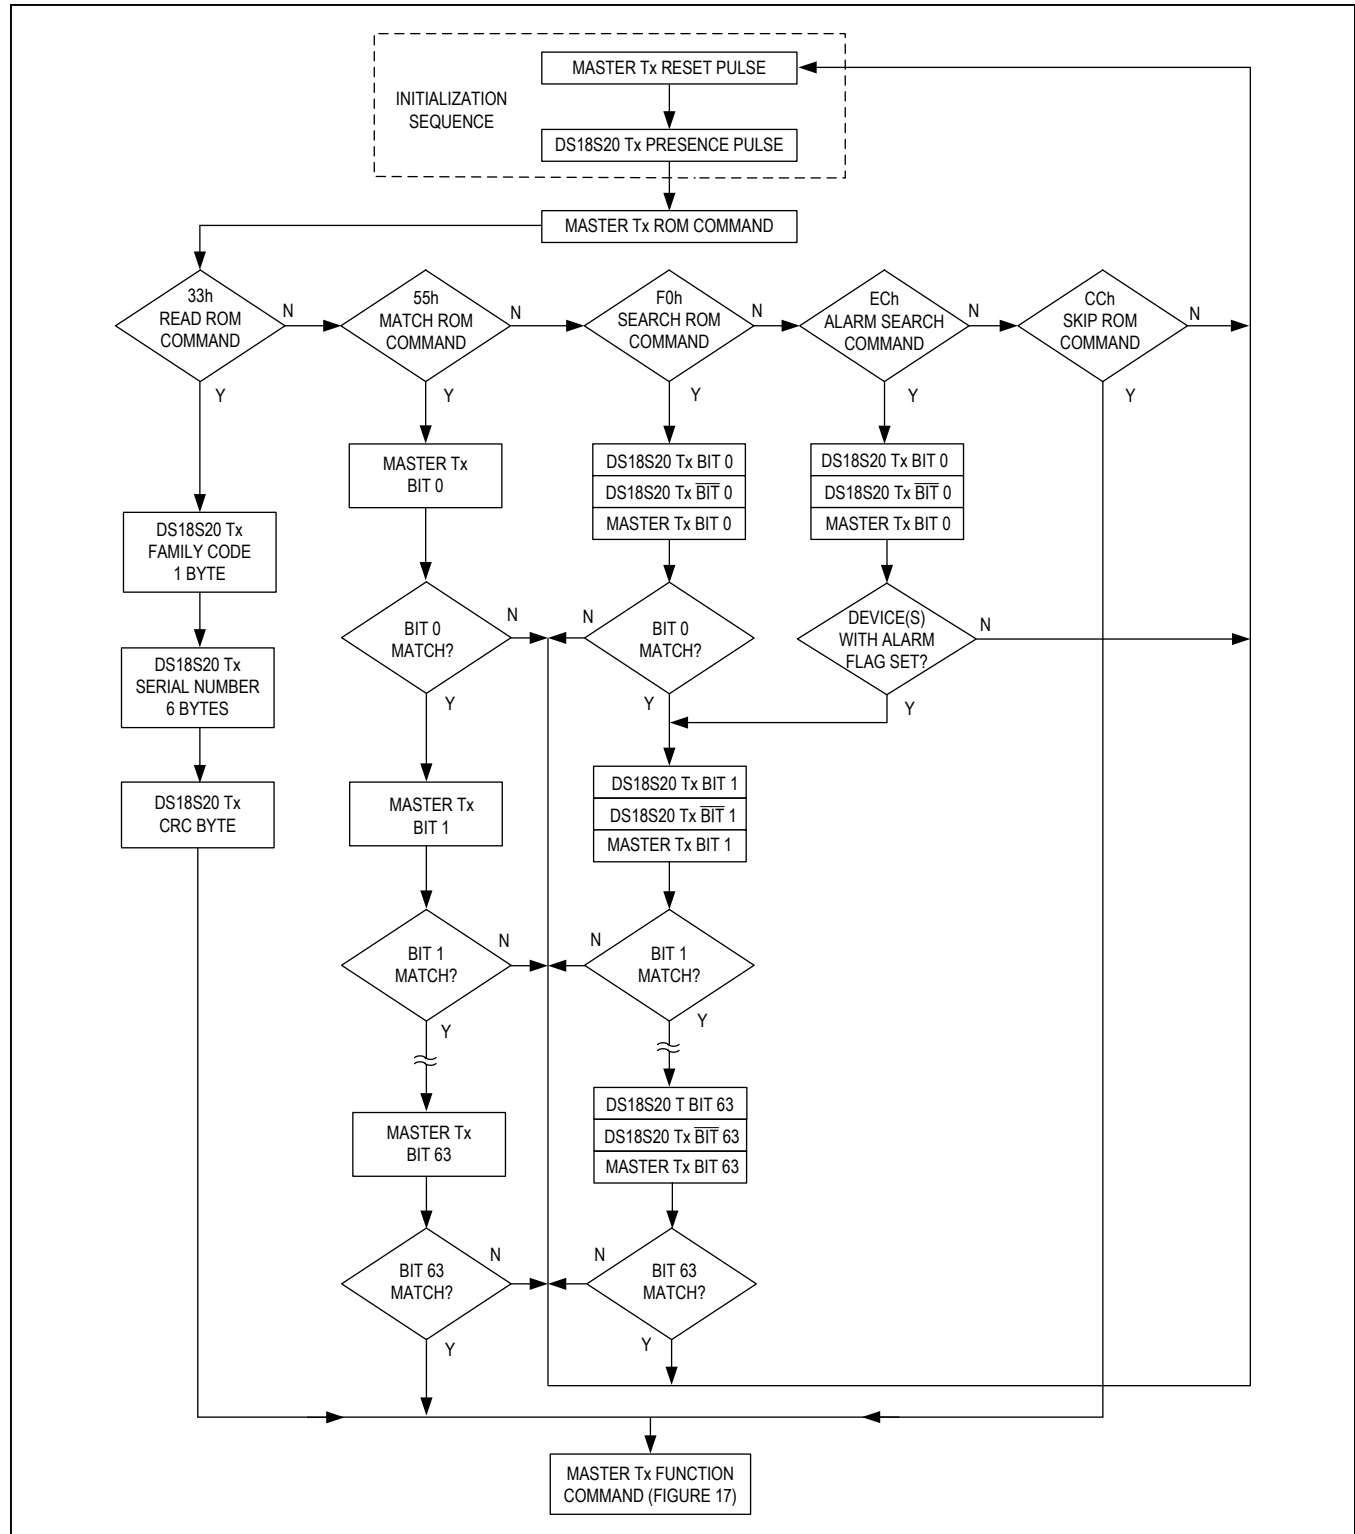 MASTER Tx RESET PULSE
INITIALIZATION
SEQUENCE
DS18S20 Tx PRESENCE PULSE
MASTER Tx ROM COMMAND
33h
READ ROM
COMMAND
N
Y
55h
MATCH ROM
COMMAND
N
Y
F0h
SEARCH ROM
COMMAND
N
Y
ECh
ALARM SEARCH
COMMAND
N
Y
CCh
SKIP ROM
COMMAND
N
Y
DS18S20 Tx
FAMILY CODE
1 BYTE
DS18S20 Tx
SERIAL NUMBER
6 BYTES
DS18S20 Tx
CRC BYTE
MASTER Tx
BIT 0
BIT 0
MATCH?
N
Y
MASTER Tx
BIT 1
BIT 1
MATCH?
N
Y
MASTER Tx
BIT 63
BIT 63
MATCH?
N
Y
DS18S20 Tx BIT 0
DS18S20 Tx B̅I̅T̅ 0
MASTER Tx BIT 0
BIT 0
MATCH?
N
Y
DS18S20 Tx BIT 1
DS18S20 Tx B̅I̅T̅ 1
MASTER Tx BIT 1
BIT 1
MATCH?
N
Y
DS18S20 T BIT 63
DS18S20 Tx B̅I̅T̅ 63
MASTER Tx BIT 63
BIT 63
MATCH?
N
Y
DS18S20 Tx BIT 0
DS18S20 Tx B̅I̅T̅ 0
MASTER Tx BIT 0
DEVICE(S)
WITH ALARM
FLAG SET?
N
Y
MASTER Tx FUNCTION
COMMAND (FIGURE 17)